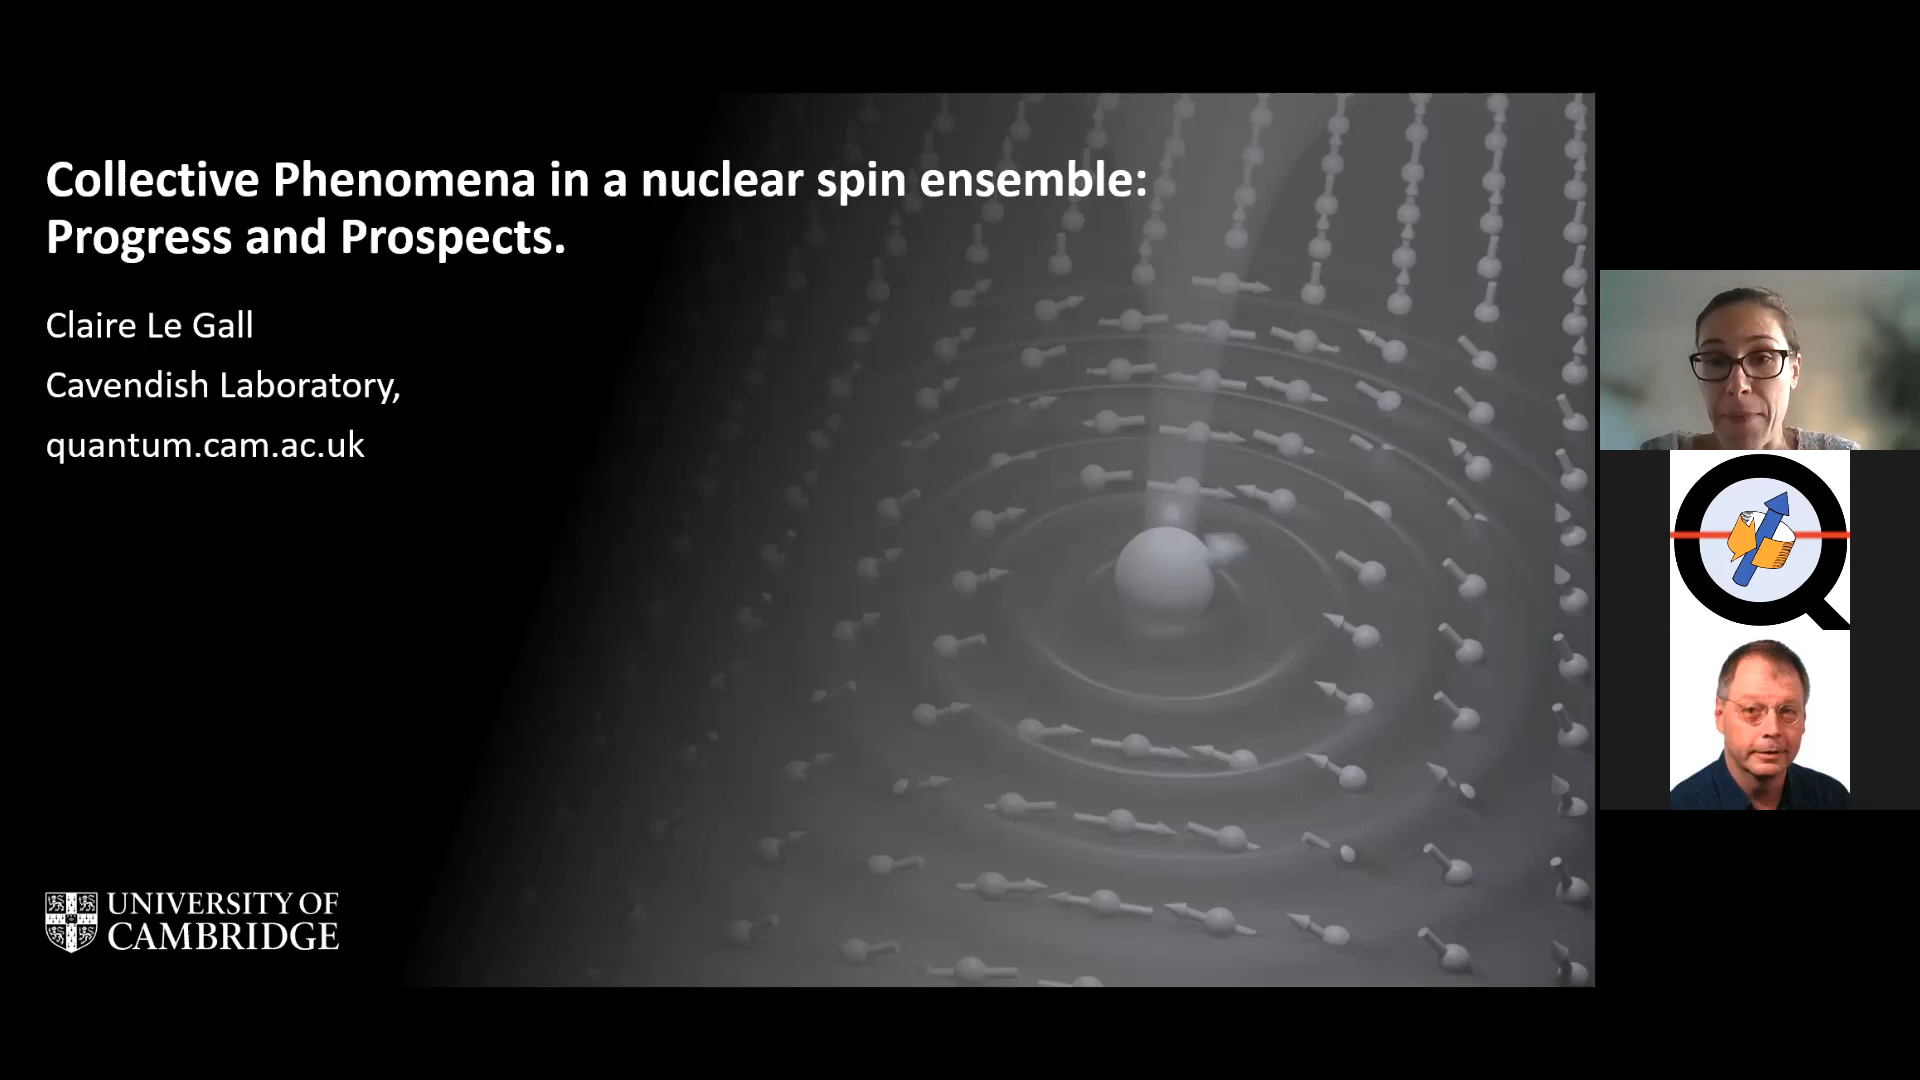 Collective Phenomena in a nuclear spin ensemble:
Progress and Prospects.
Claire Le Gall
Cavendish Laboratory,
quantum.cam.ac.uk
UNIVERSITY OF
CAMBRIDGE